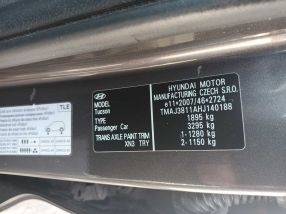 TLE
HYUNDAI MOTOR
MANUFACTURING CZECH S.R.O.
MODEL
e11*2007/46*2724
Tucson
TMAJ3811AHJ140188
TYPE
1895 kg
Passenger Car
3295 kg
TRANS AXLE PAINT TRIM
1-1280 kg
XN3 TRY
2-1150 kg